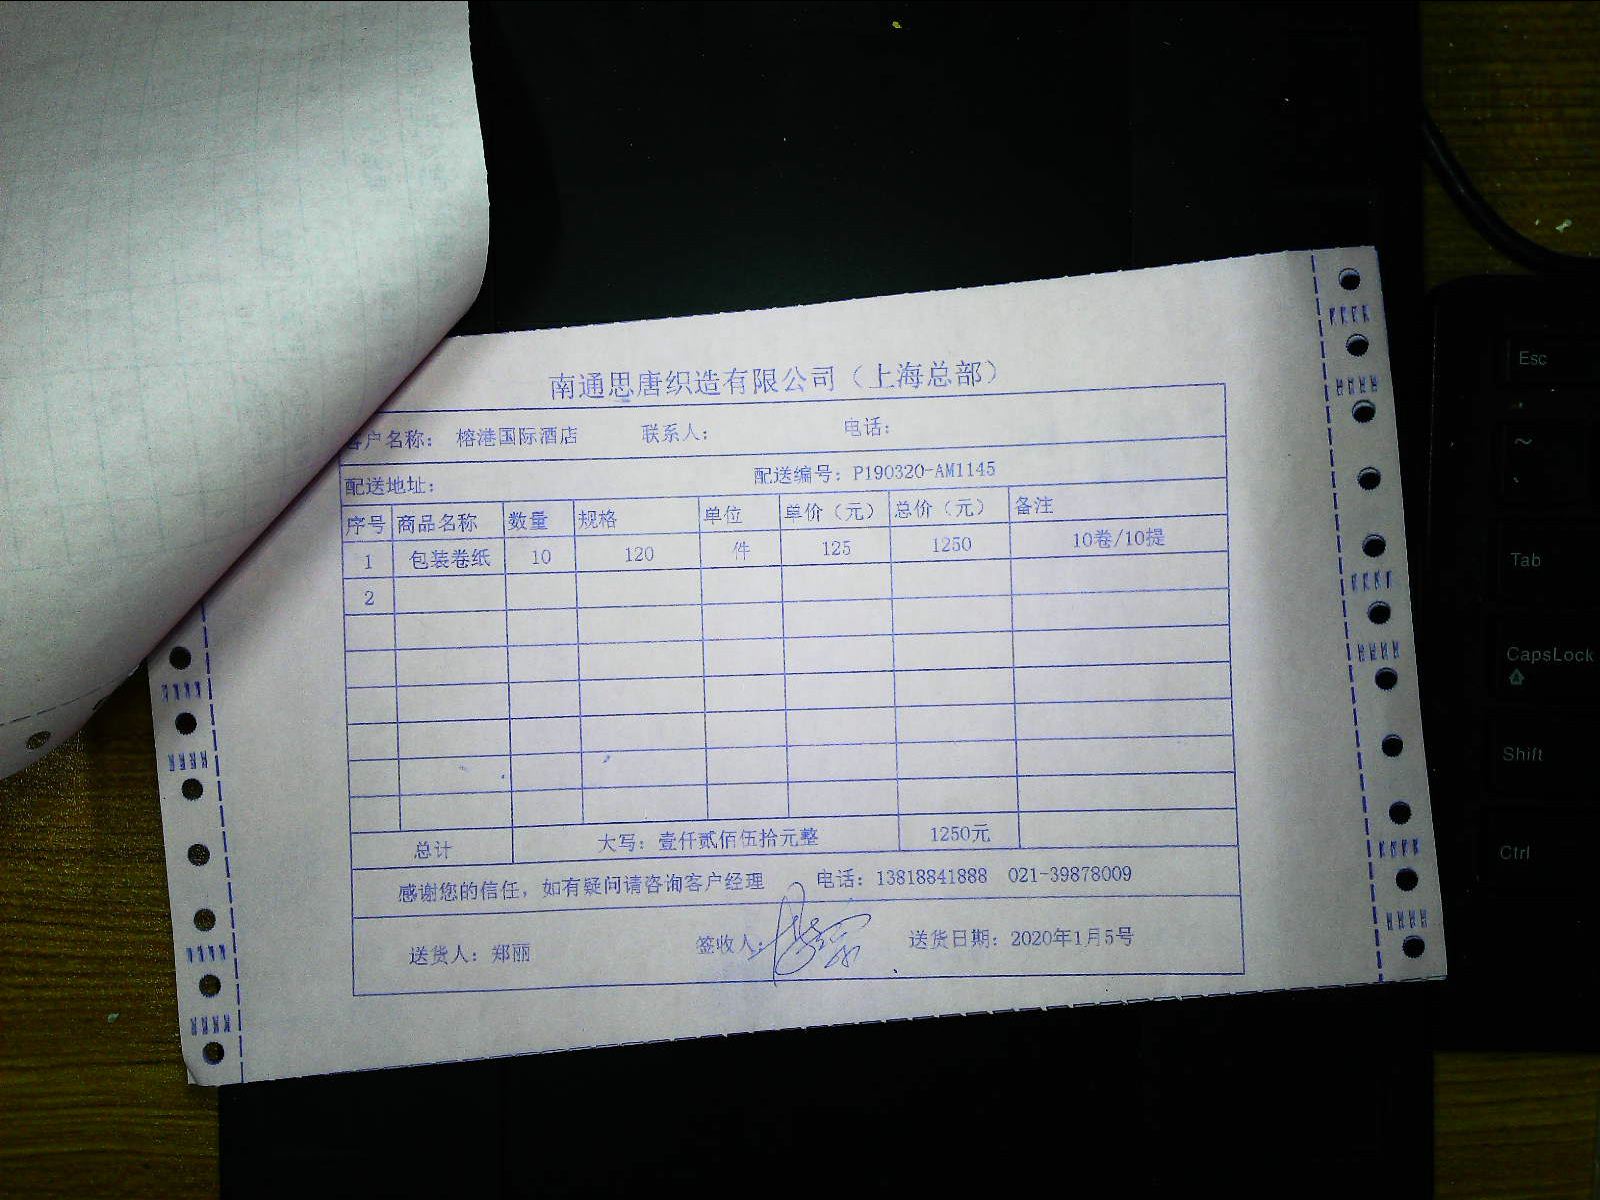 南通思唐织造有限公司（上海总部）
客户名称： 榕港国际酒店 联系人： 电话：
配送地址： 配送编号：P190320-AM1145
序号 商品名称 数量 规格 单位 单价（元） 总价（元） 备注
1 包装卷纸 10 120 件 125 1250 10卷/10提
2
总计 大写：壹仟贰佰伍拾元整 1250元
感谢您的信任，如有疑问请咨询客户经理 电话：13818841888 021-39878009
送货人：郑丽 签收人： 送货日期：2020年1月5号
Esc
~
、
Tab
CapsLock
Shift
Ctrl